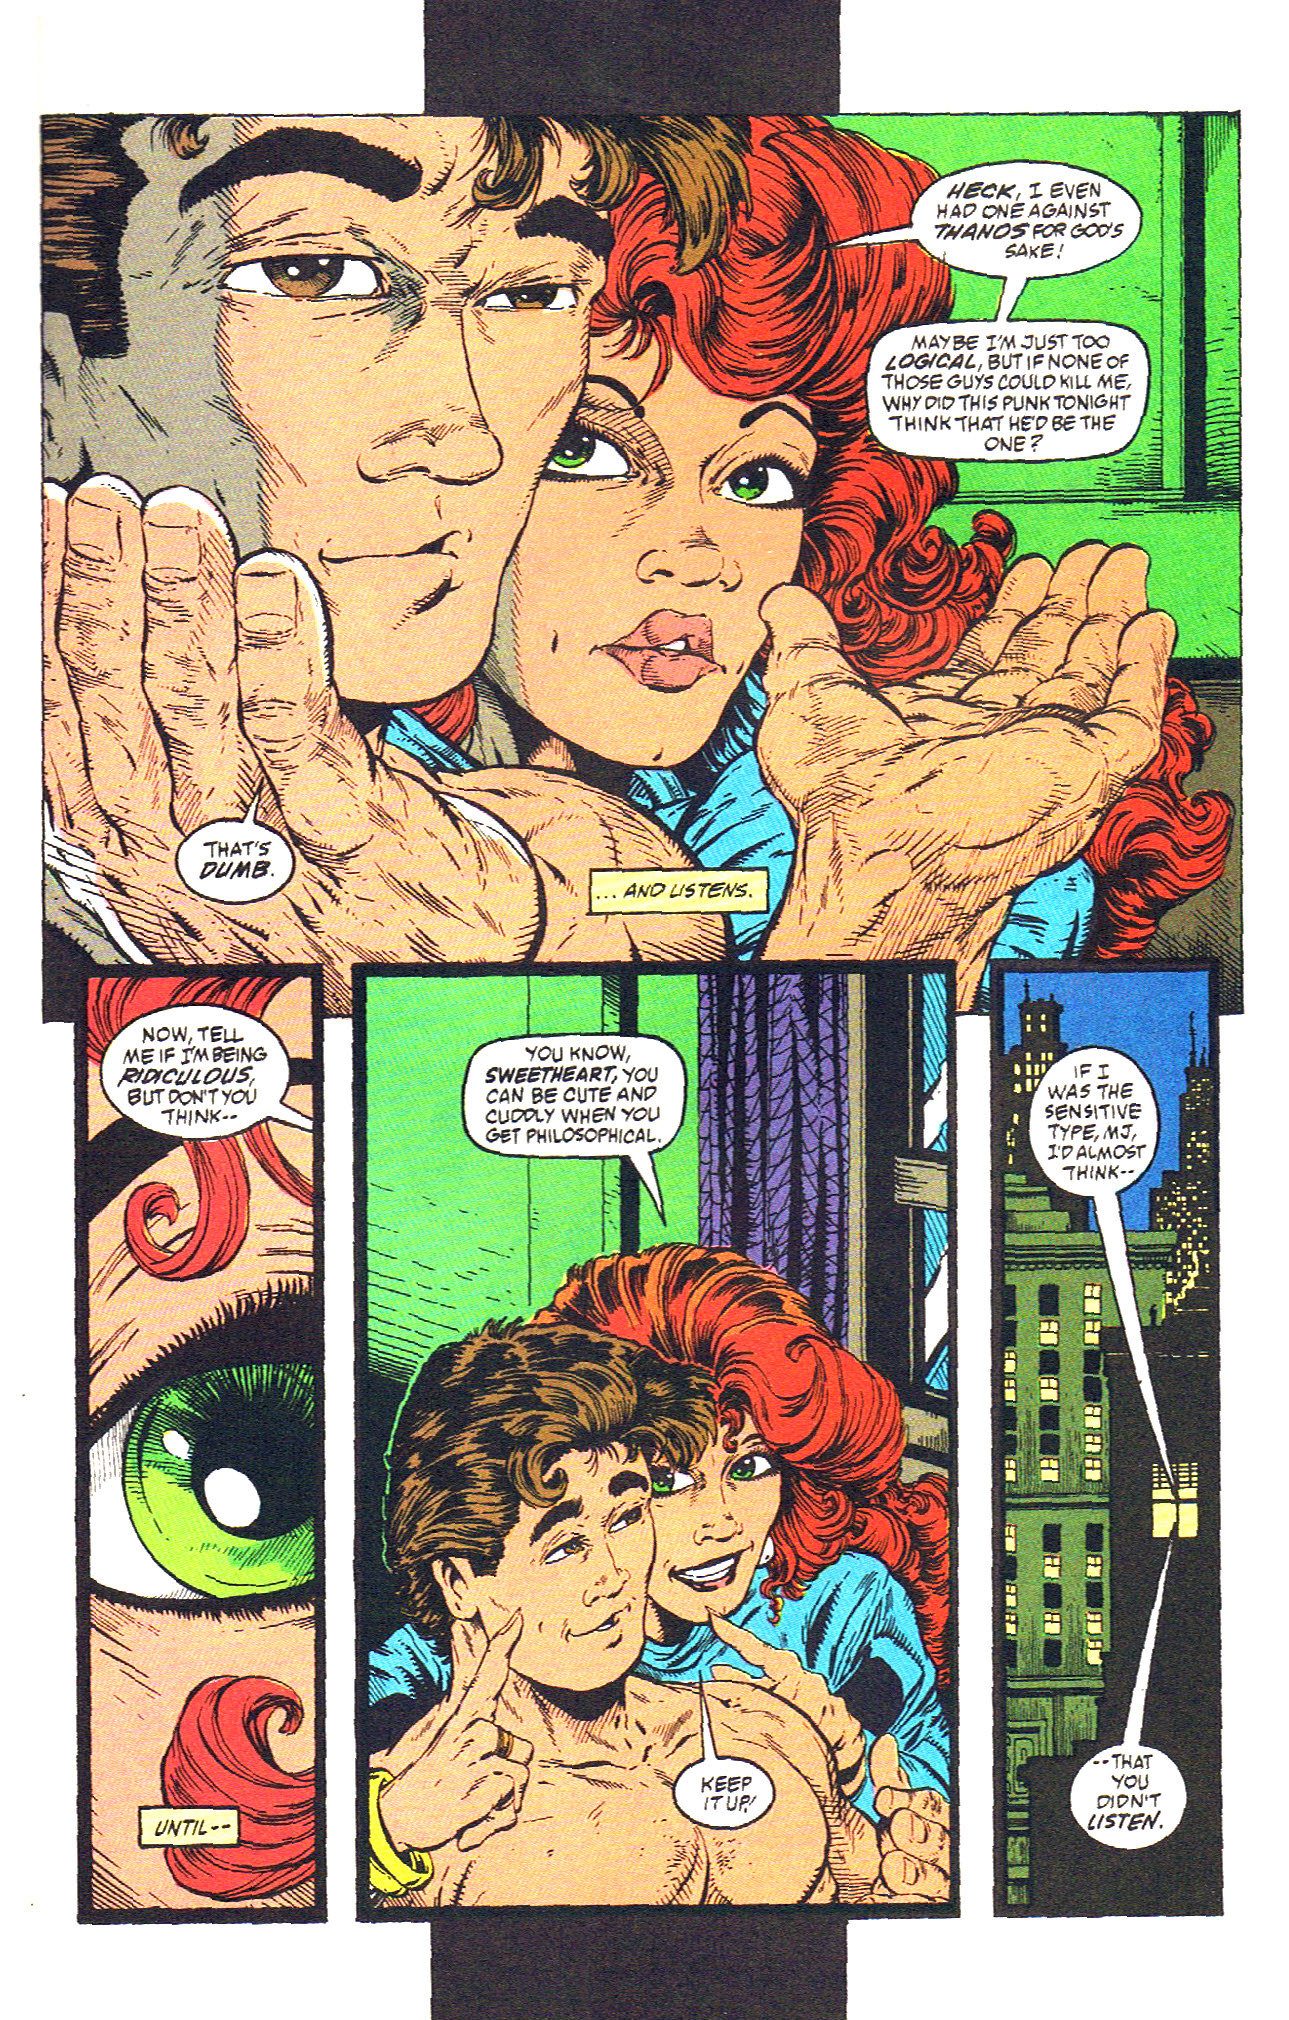 HECK, I EVEN
HAD ONE AGAINST
THANOS FOR GOD'S
SAKE!
MAYBE I'M JUST TOO
LOGICAL, BUT IF NONE OF
THOSE GUYS COULD KILL ME,
WHY DID THIS PUNK TONIGHT
THINK THAT HE'D BE THE
ONE?
THAT'S
DUMB.
...AND LISTENS.
NOW, TELL
ME IF I'M BEING
RIDICULOUS,
BUT DON'T YOU
THINK--
UNTIL--
YOU KNOW,
SWEETHEART, YOU
CAN BE CUTE AND
CUDDLY WHEN YOU
GET PHILOSOPHICAL.
KEEP
IT UP!
IF I
WAS THE
SENSITIVE
TYPE, MJ,
I'D ALMOST
THINK--
--THAT
YOU
DIDN'T
LISTEN.